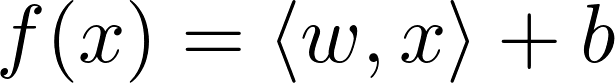 f(x) = ⟨w, x⟩ + b